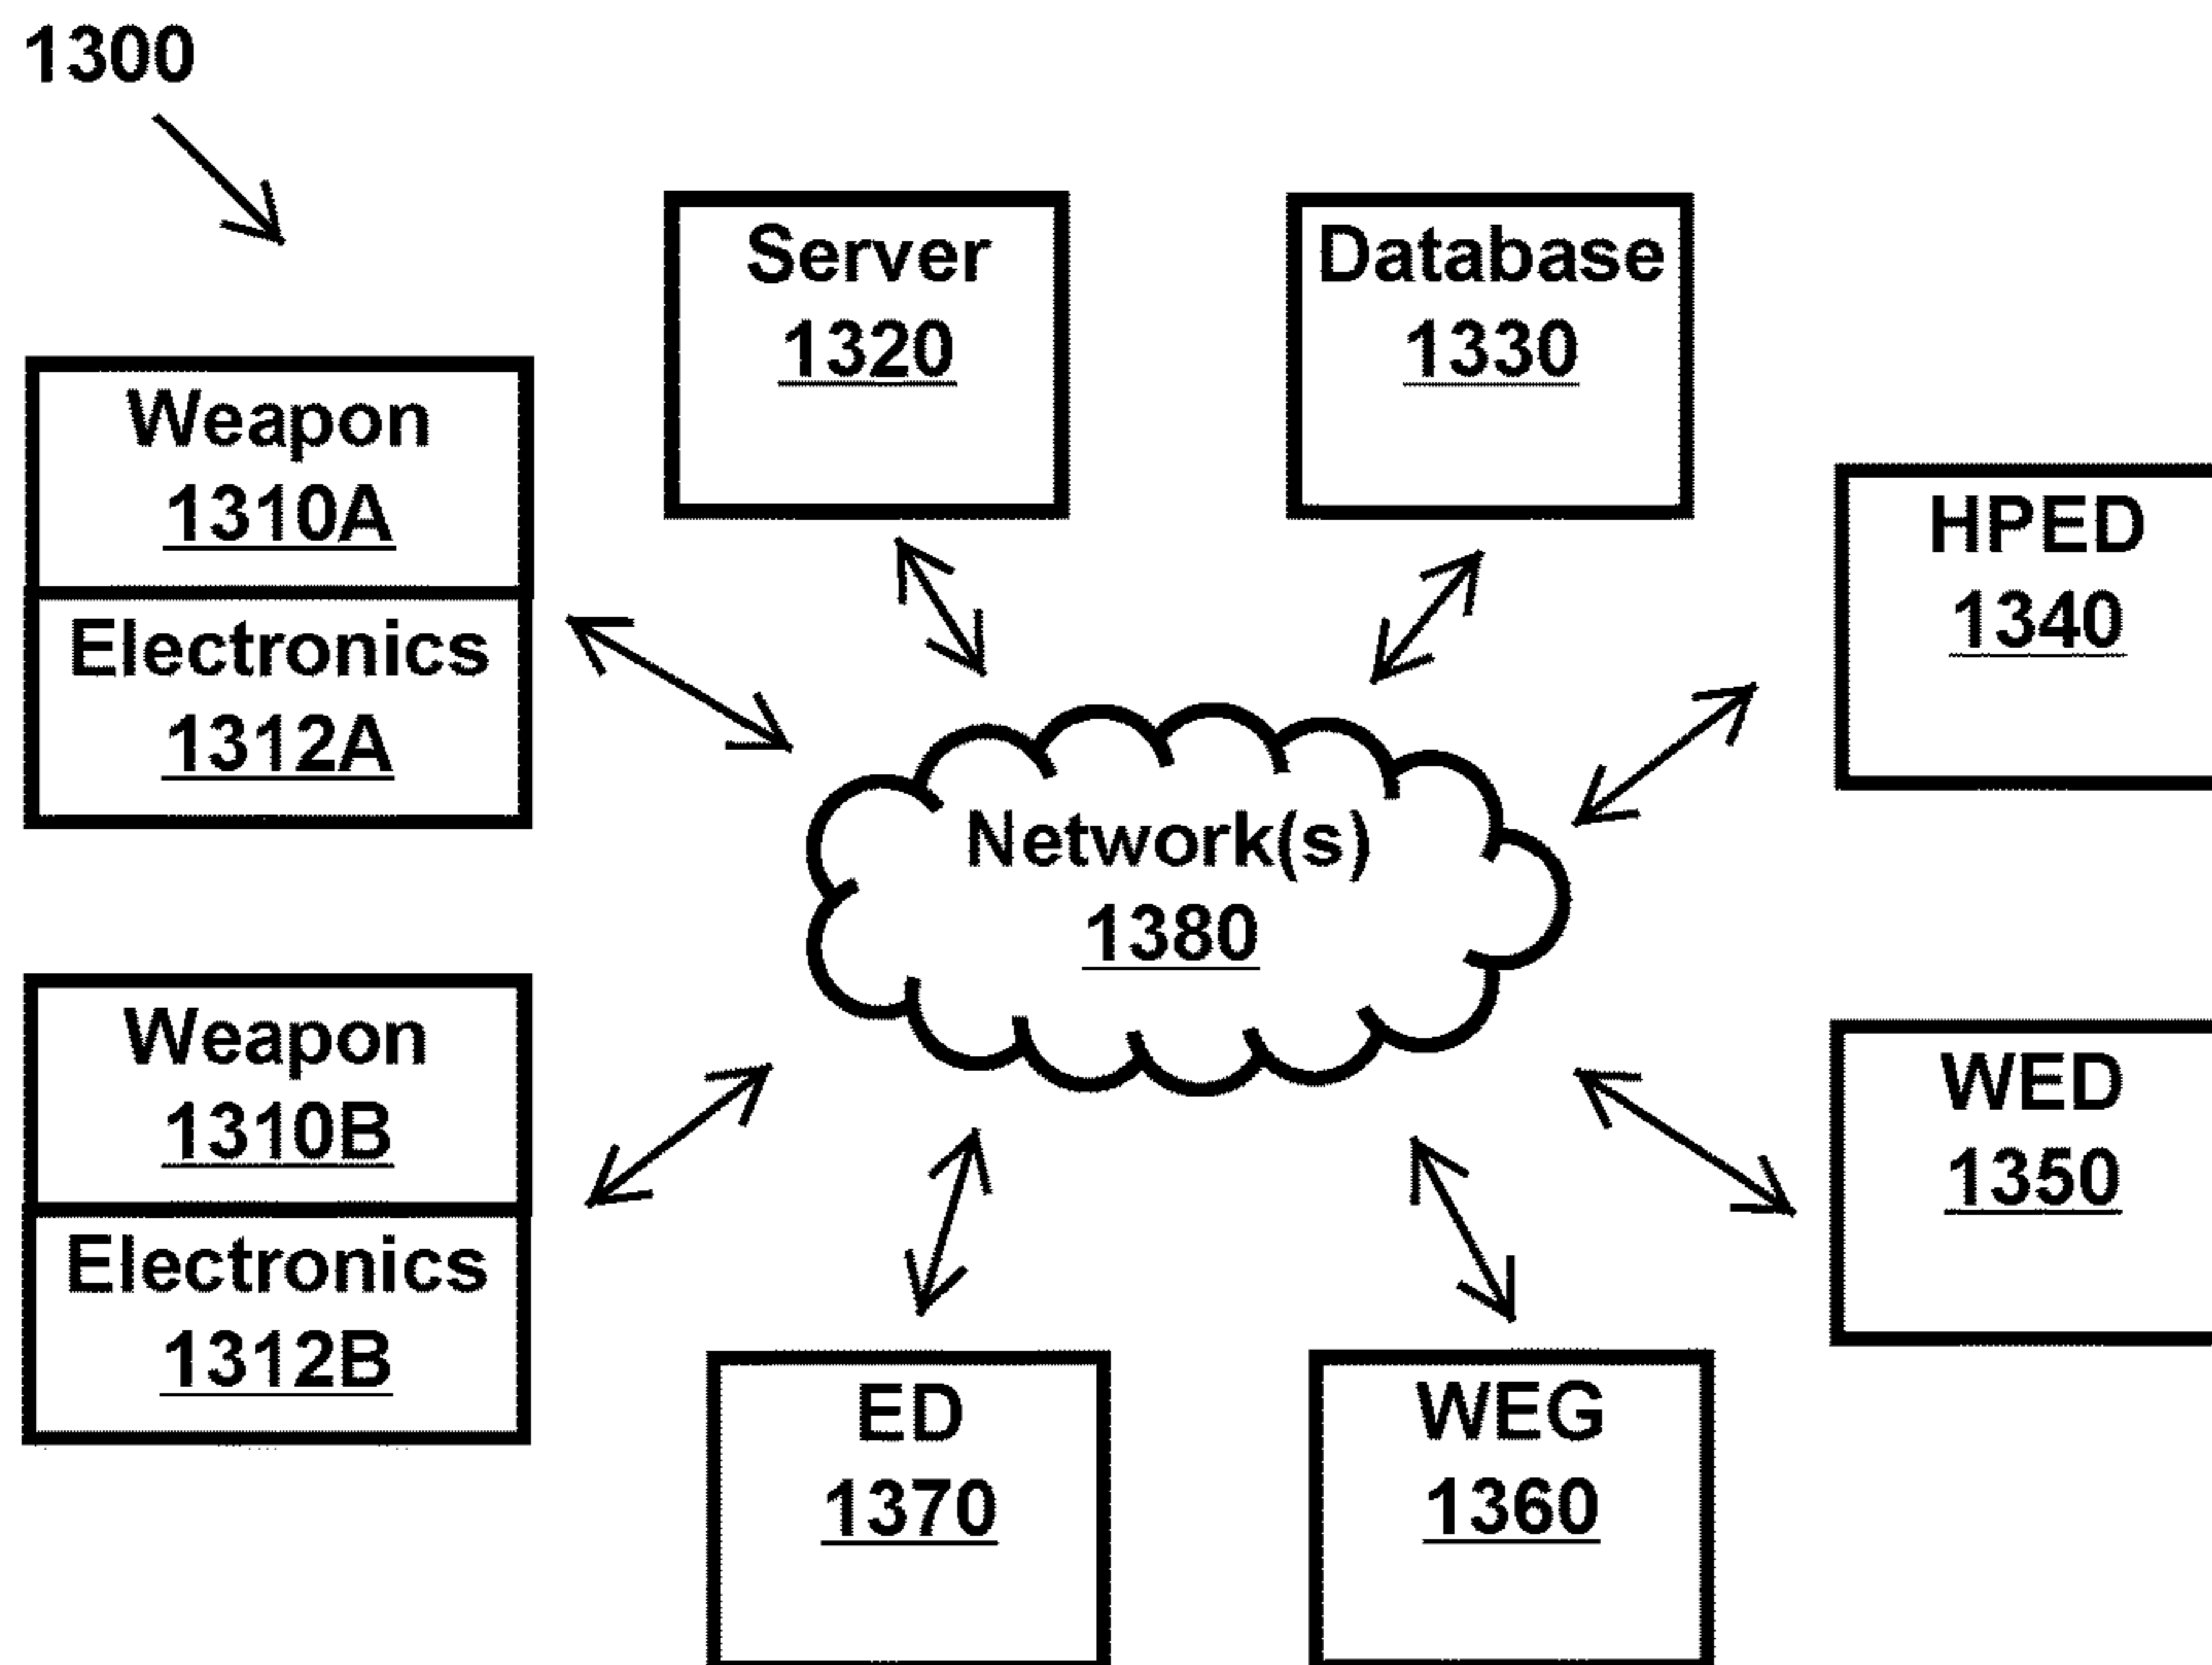 1300
Server
1320
Database
1330
Weapon
1310A
Electronics
1312A
HPED
1340
Network(s)
1380
Weapon
1310B
Electronics
1312B
WED
1350
ED
1370
WEG
1360